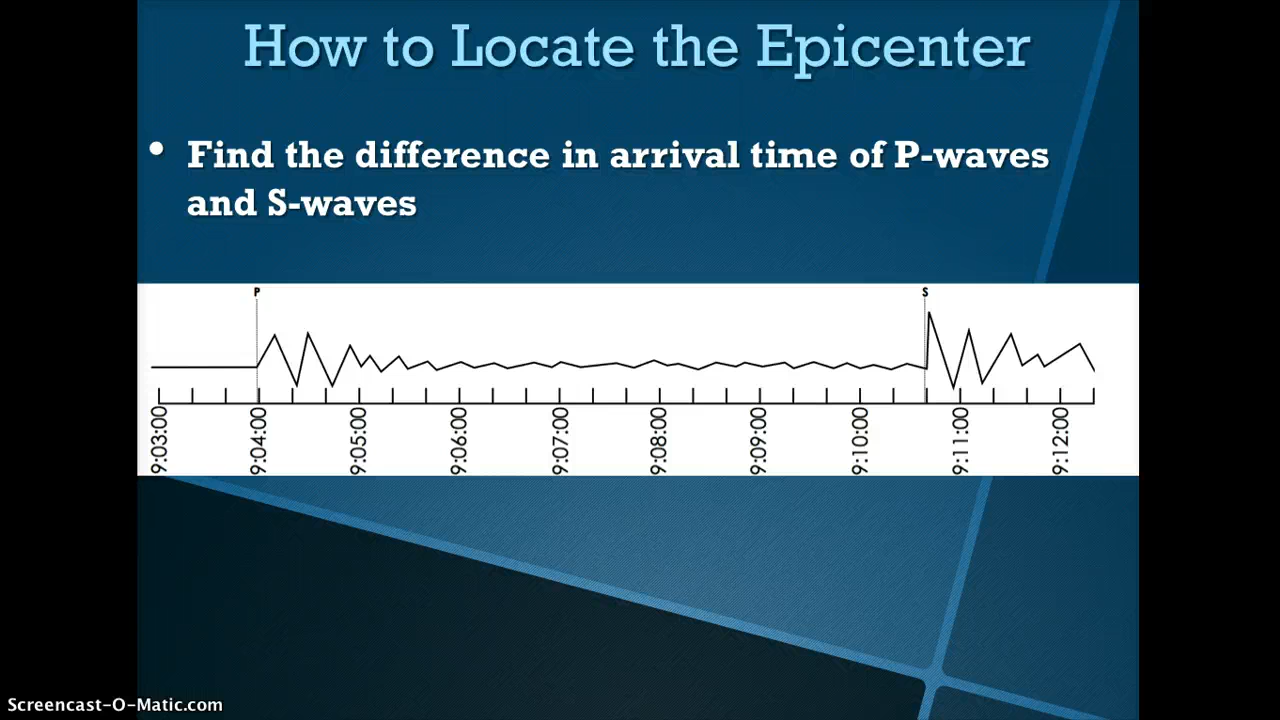 How to Locate the Epicenter
• Find the difference in arrival time of P-waves
and S-waves
P
S
9:03:00
9:04:00
9:05:00
9:06:00
9:07:00
9:08:00
9:09:00
9:10:00
9:11:00
9:12:00
Screencast-O-Matic.com